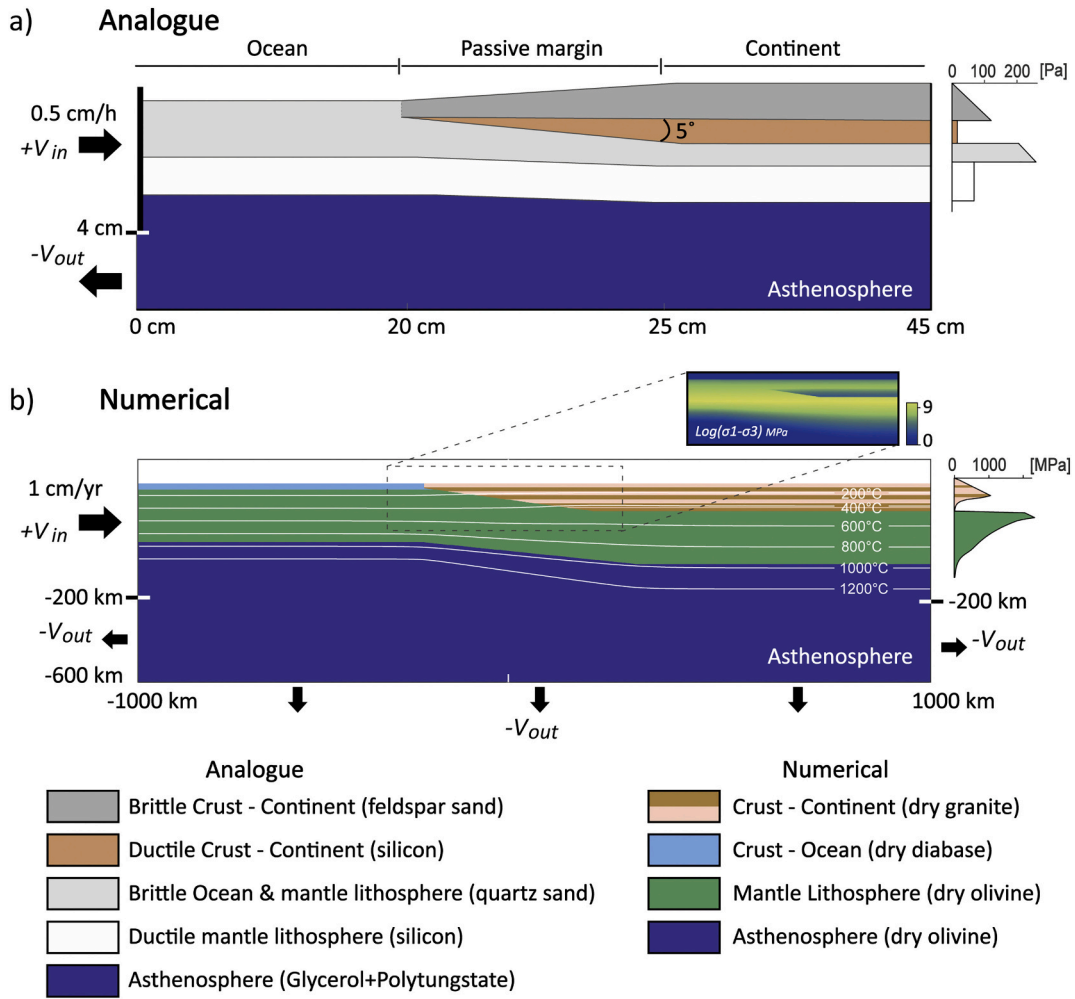 a) Analogue
Ocean Passive margin Continent
0 100 200 [Pa]
0.5 cm/h
+V in
5°
4 cm
-Vout
Asthenosphere
0 cm 20 cm 25 cm 45 cm
b) Numerical
Log(σ1-σ3) MPa
9
0
0 1000 [MPa]
1 cm/yr
+V in
200°C
400°C
600°C
800°C
1000°C
1200°C
-200 km
-200 km
-Vout
-Vout
Asthenosphere
-600 km
-1000 km 1000 km
-Vout
Analogue Numerical
Brittle Crust - Continent (feldspar sand)
Crust - Continent (dry granite)
Ductile Crust - Continent (silicon)
Crust - Ocean (dry diabase)
Brittle Ocean & mantle lithosphere (quartz sand)
Mantle Lithosphere (dry olivine)
Ductile mantle lithosphere (silicon)
Asthenosphere (dry olivine)
Asthenosphere (Glycerol+Polytungstate)